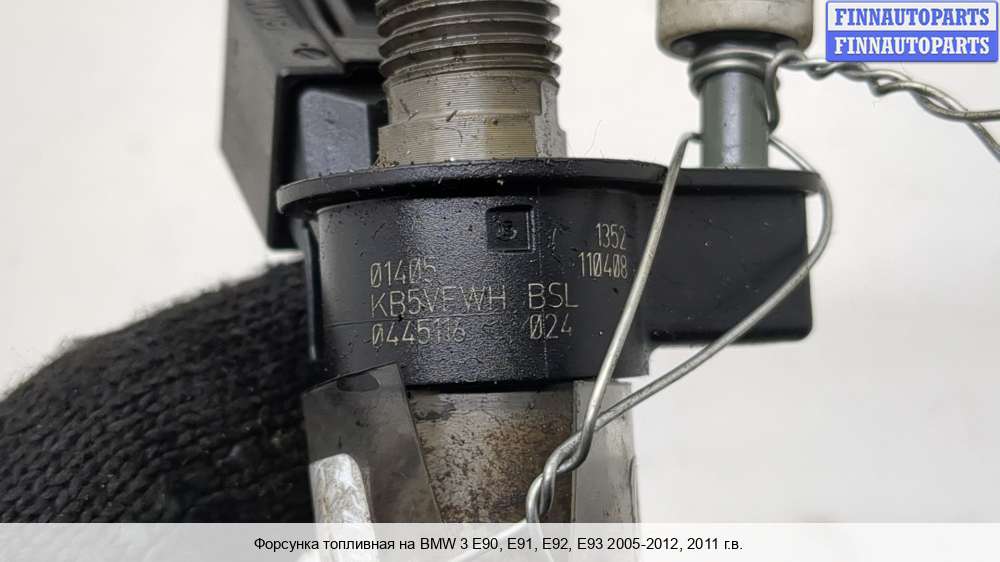 FINNAUTOPARTS
FINNAUTOPARTS
1352
110408
01405
KB5VEWH BSL
0445116 024
Форсунка топливная на BMW 3 E90, E91, E92, E93 2005-2012, 2011 г.в.